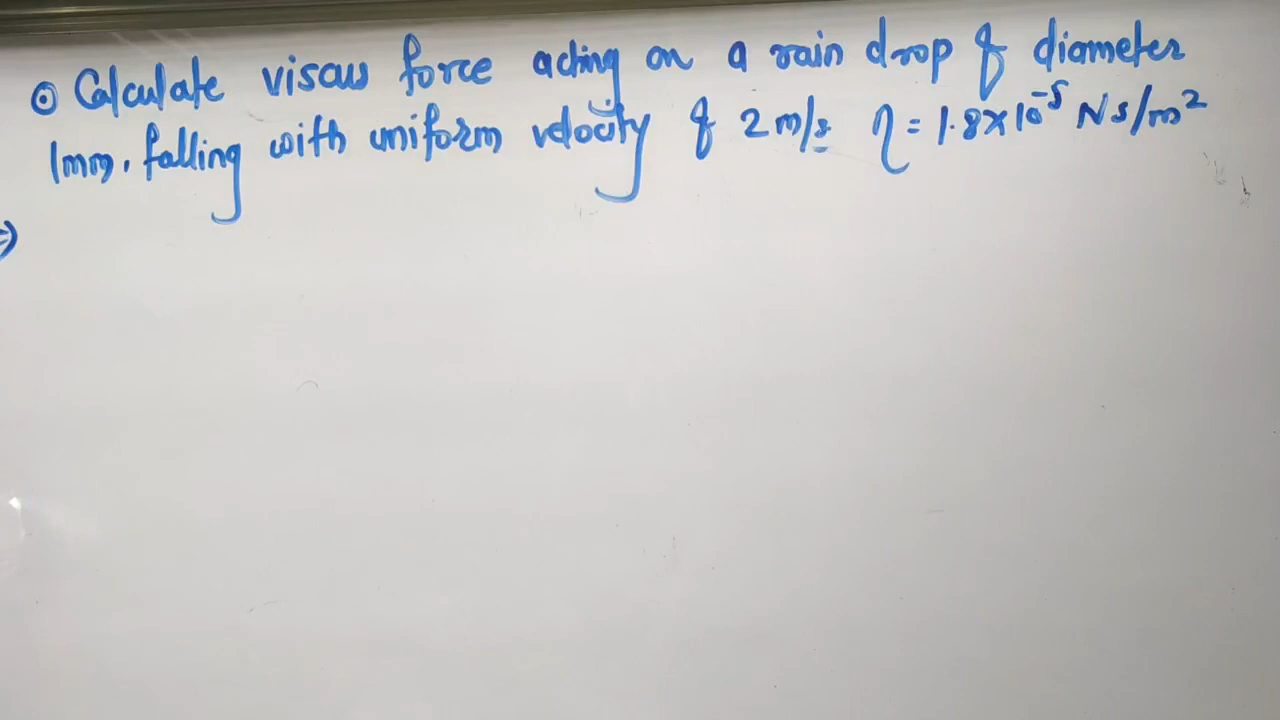 ⊙ Calculate viscus force acting on a rain drop of diameter
1mm. falling with uniform velocity of 2 m/s η = 1.8×10⁻⁵ Ns/m²
⇒